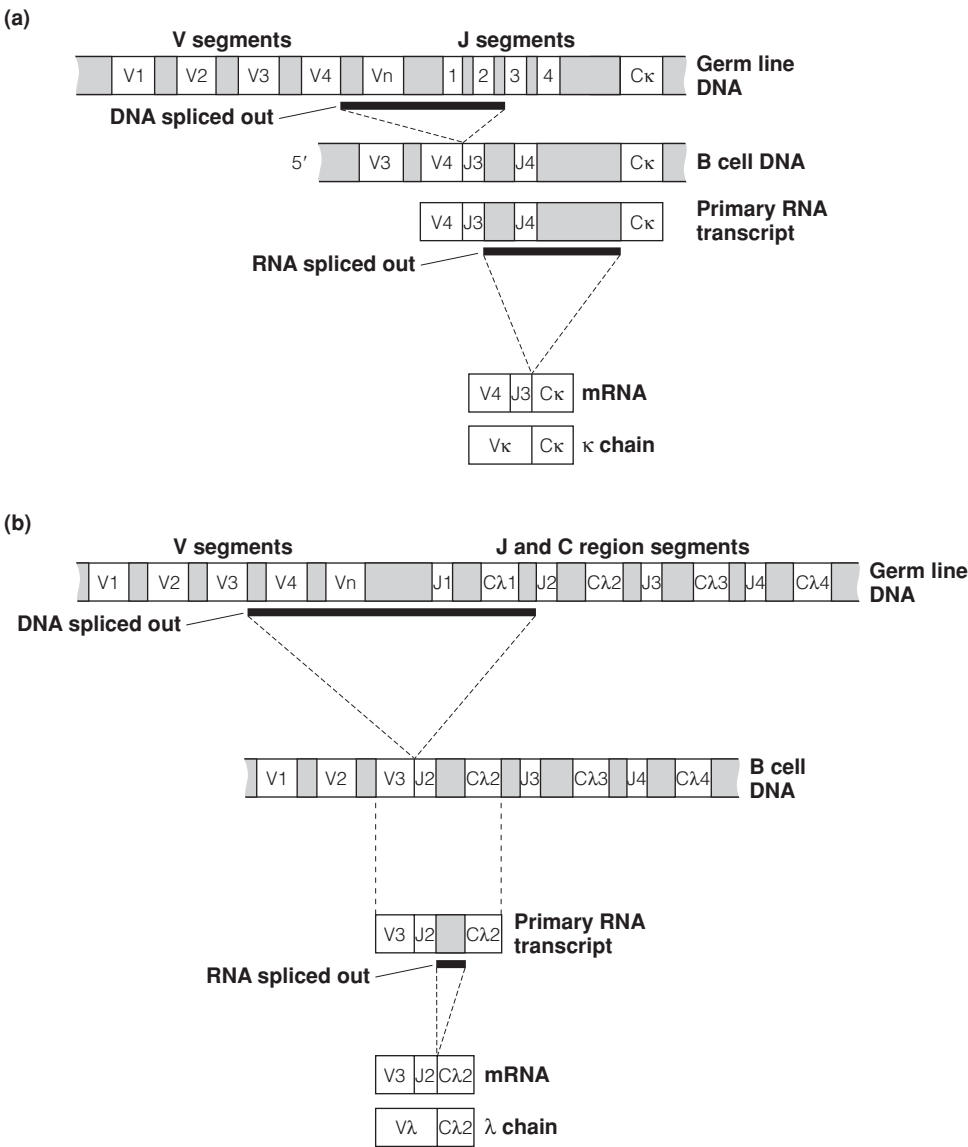 (a)
V segments J segments
V1 V2 V3 V4 Vn 1 2 3 4 Cκ Germ line
DNA
DNA spliced out
5′ V3 V4 J3 J4 Cκ B cell DNA
V4 J3 J4 Cκ Primary RNA
transcript
RNA spliced out
V4 J3 Cκ mRNA
Vκ Cκ κ chain
(b)
V segments J and C region segments
V1 V2 V3 V4 Vn J1 Cλ1 J2 Cλ2 J3 Cλ3 J4 Cλ4 Germ line
DNA
DNA spliced out
V1 V2 V3 J2 Cλ2 J3 Cλ3 J4 Cλ4 B cell
DNA
V3 J2 Cλ2 Primary RNA
transcript
RNA spliced out
V3 J2 Cλ2 mRNA
Vλ Cλ2 λ chain